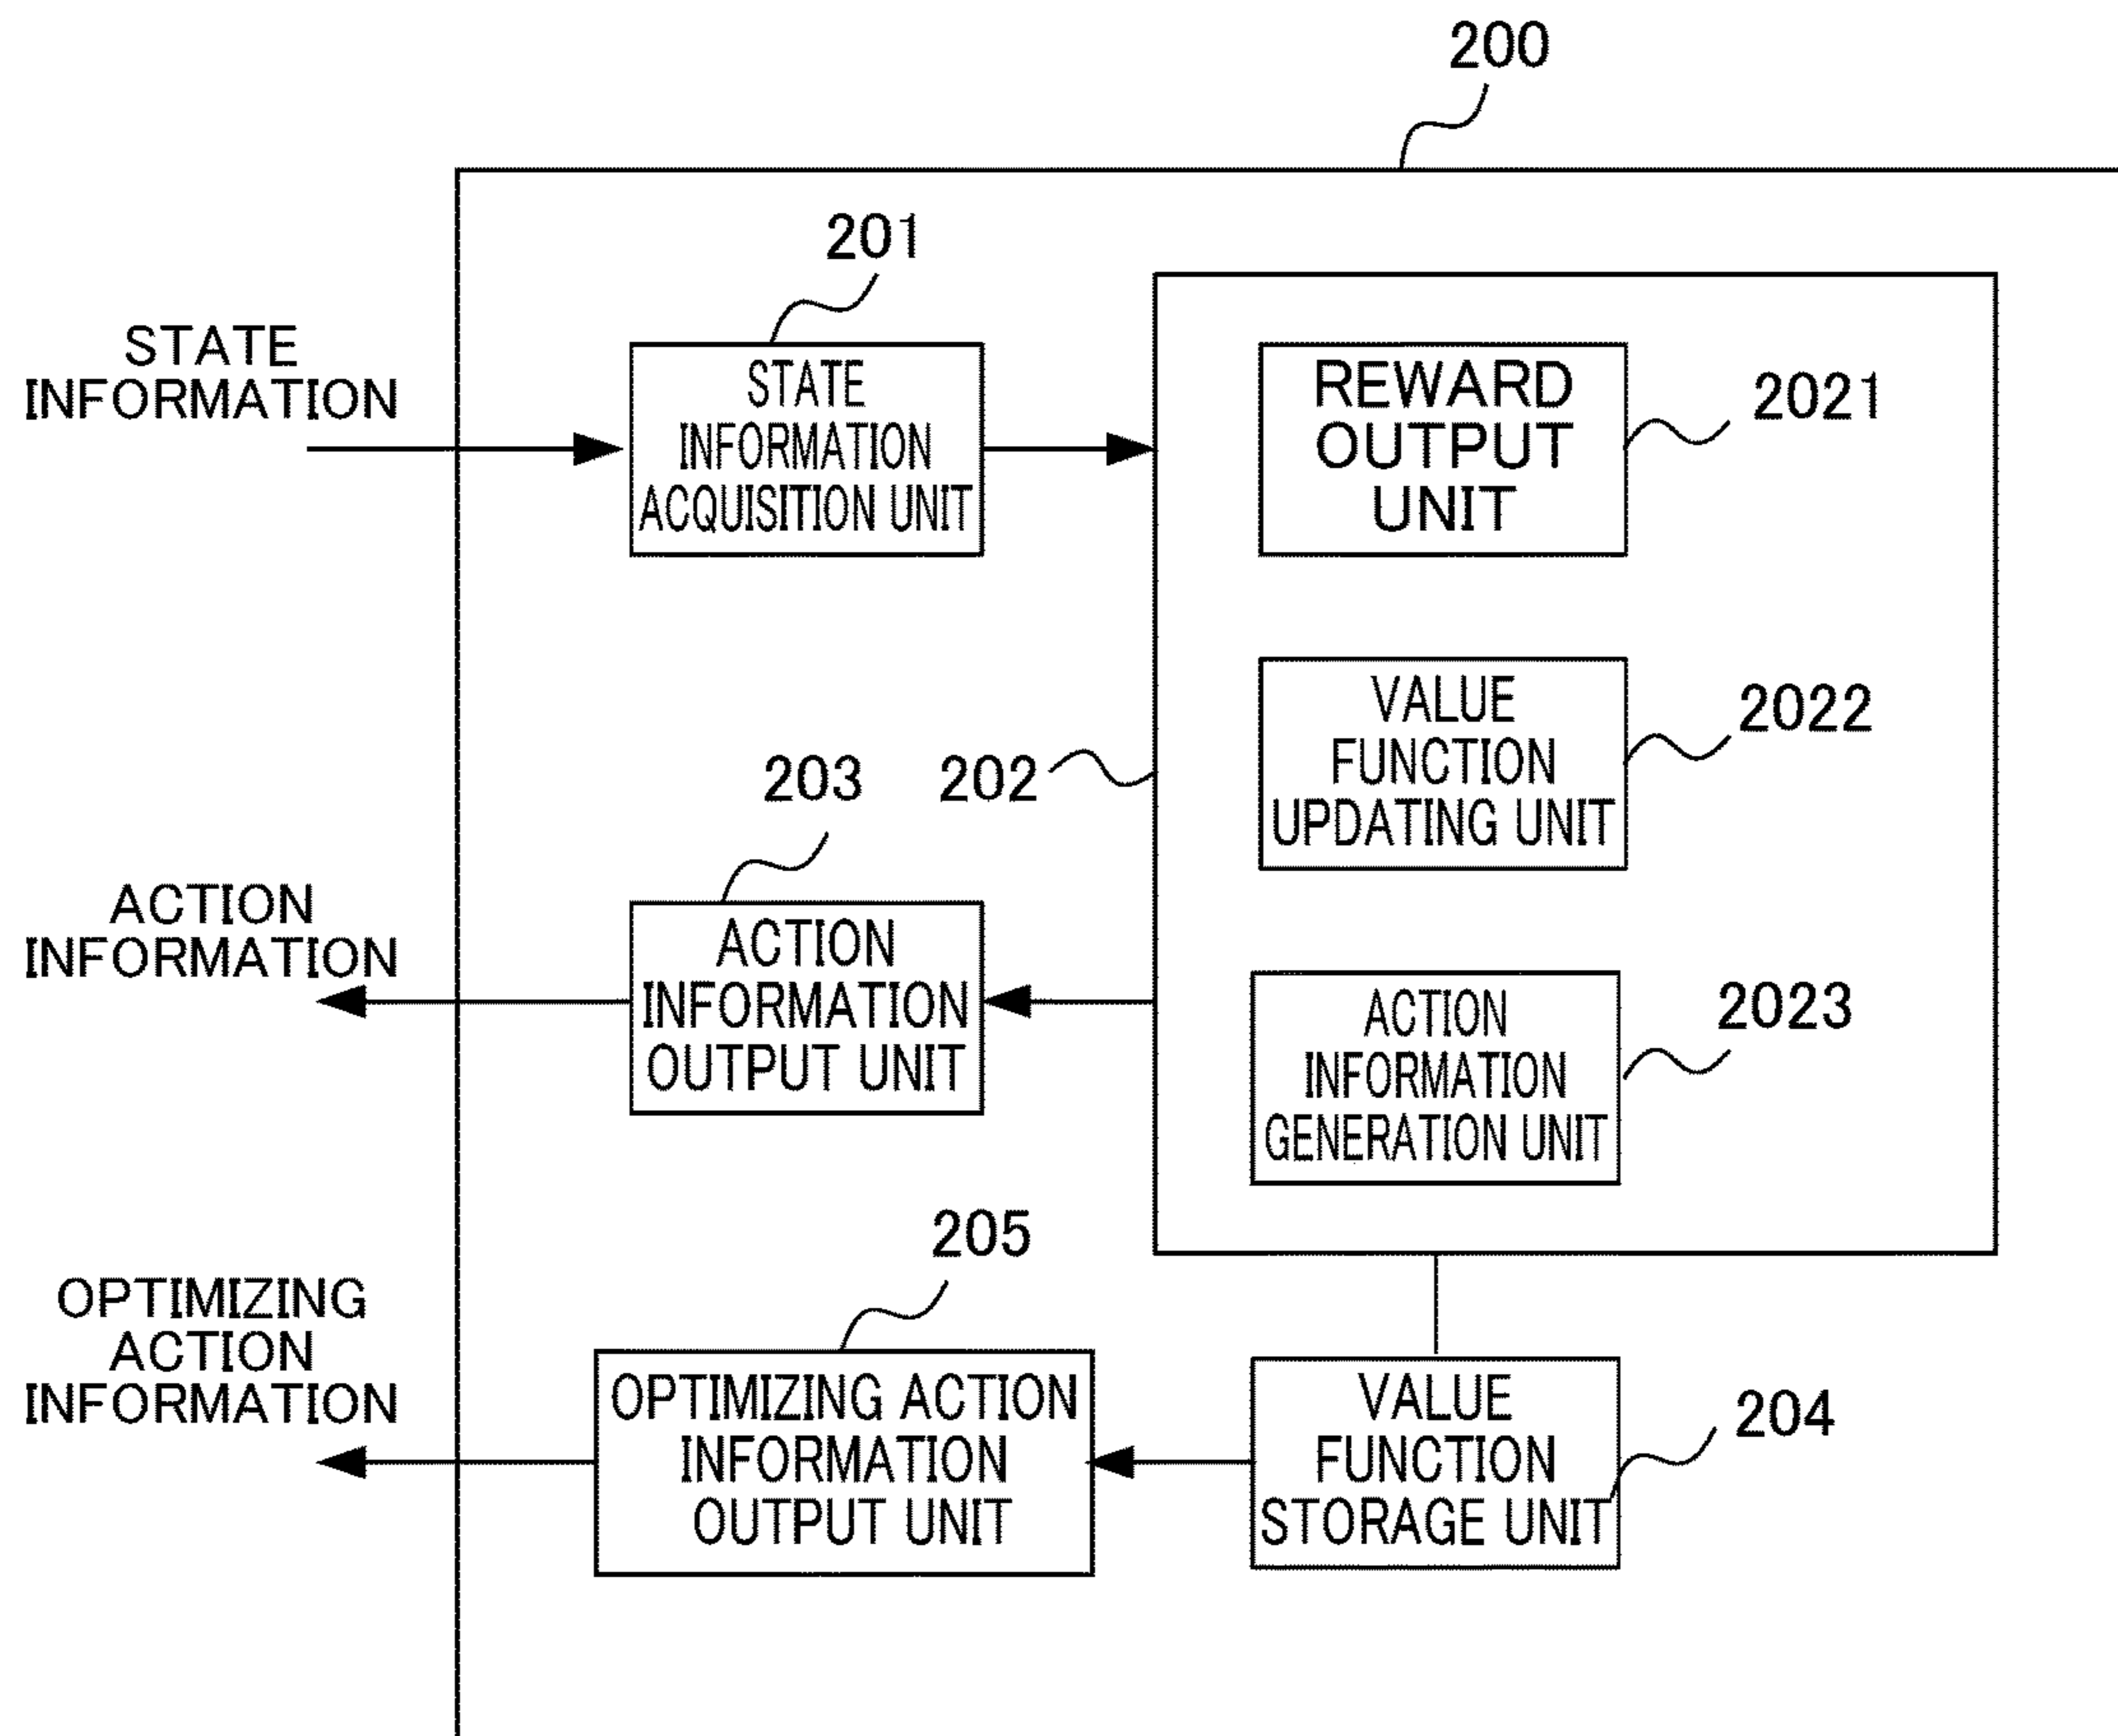 200
201
STATE
INFORMATION
STATE
INFORMATION
ACQUISITION UNIT
REWARD
OUTPUT
UNIT
2021
VALUE
FUNCTION
UPDATING UNIT
2022
203
202
ACTION
INFORMATION
ACTION
INFORMATION
OUTPUT UNIT
ACTION
INFORMATION
GENERATION UNIT
2023
205
OPTIMIZING
ACTION
INFORMATION
OPTIMIZING ACTION
INFORMATION
OUTPUT UNIT
VALUE
FUNCTION
STORAGE UNIT
204